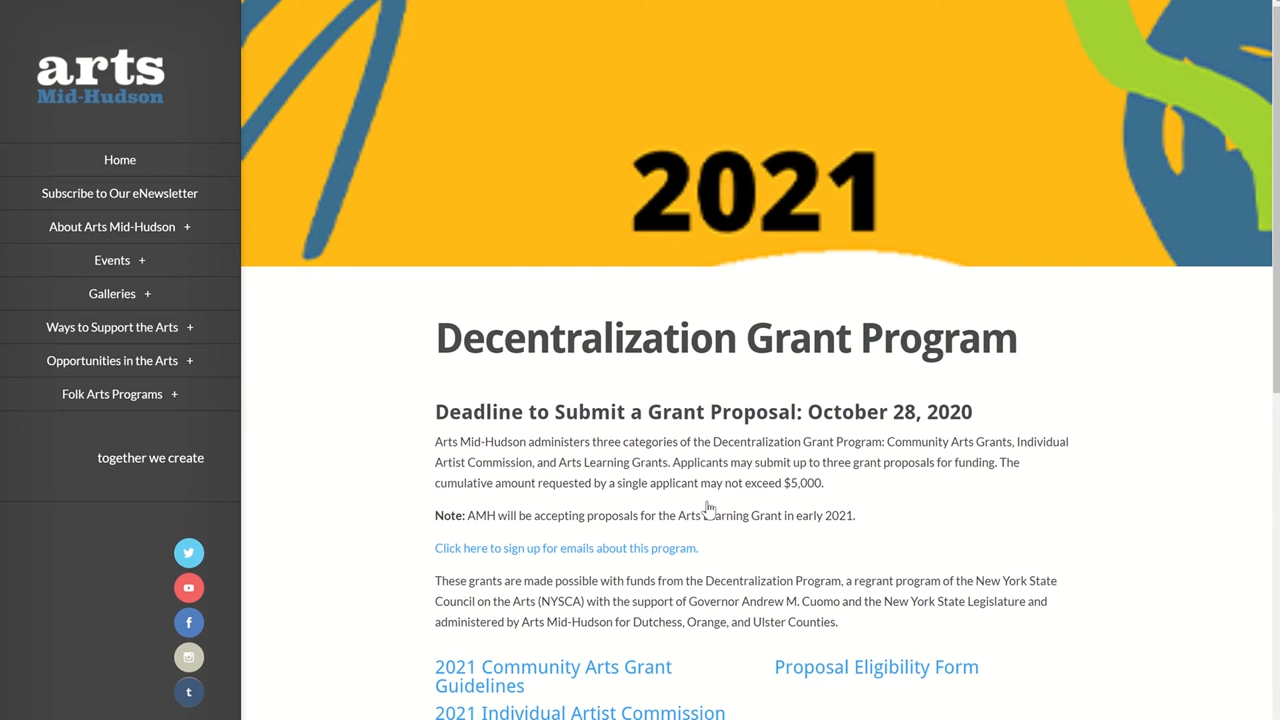 arts
Mid-Hudson
Home
Subscribe to Our eNewsletter
About Arts Mid-Hudson +
Events +
Galleries +
Ways to Support the Arts +
Opportunities in the Arts +
Folk Arts Programs +
together we create
2021
Decentralization Grant Program
Deadline to Submit a Grant Proposal: October 28, 2020
Arts Mid-Hudson administers three categories of the Decentralization Grant Program: Community Arts Grants, Individual
Artist Commission, and Arts Learning Grants. Applicants may submit up to three grant proposals for funding. The
cumulative amount requested by a single applicant may not exceed $5,000.
Note: AMH will be accepting proposals for the Arts Learning Grant in early 2021.
Click here to sign up for emails about this program.
These grants are made possible with funds from the Decentralization Program, a regrant program of the New York State
Council on the Arts (NYSCA) with the support of Governor Andrew M. Cuomo and the New York State Legislature and
administered by Arts Mid-Hudson for Dutchess, Orange, and Ulster Counties.
2021 Community Arts Grant
Guidelines
2021 Individual Artist Commission
Proposal Eligibility Form